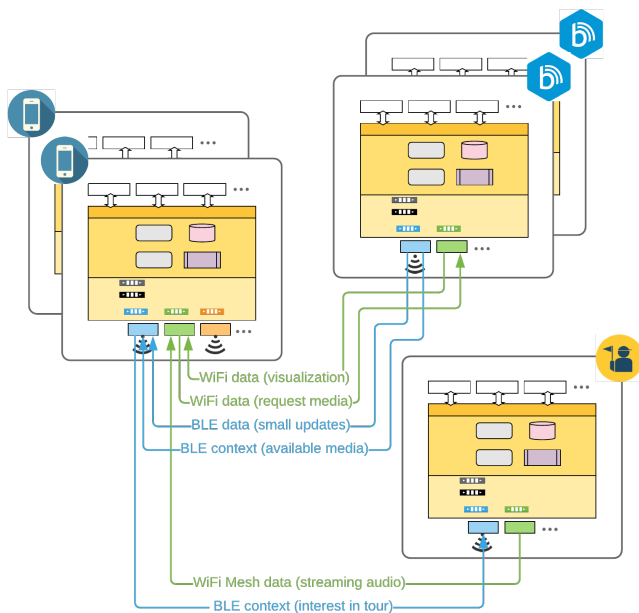 WiFi data (visualization)
WiFi data (request media)
BLE data (small updates)
BLE context (available media)
WiFi Mesh data (streaming audio)
BLE context (interest in tour)